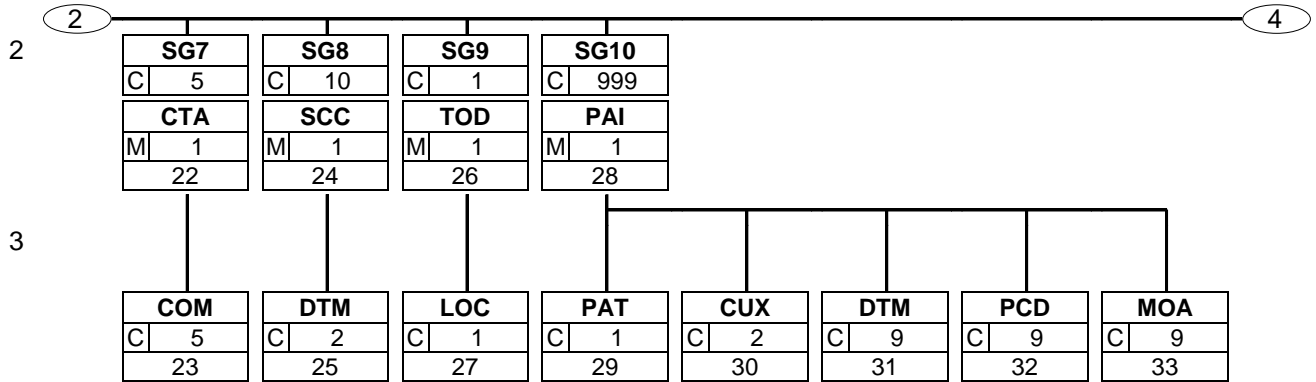 2 4
2 SG7 SG8 SG9 SG10
C 5 C 10 C 1 C 999
CTA SCC TOD PAI
M 1 M 1 M 1 M 1
22 24 26 28
3
COM DTM LOC PAT CUX DTM PCD MOA
C 5 C 2 C 1 C 1 C 2 C 9 C 9 C 9
23 25 27 29 30 31 32 33